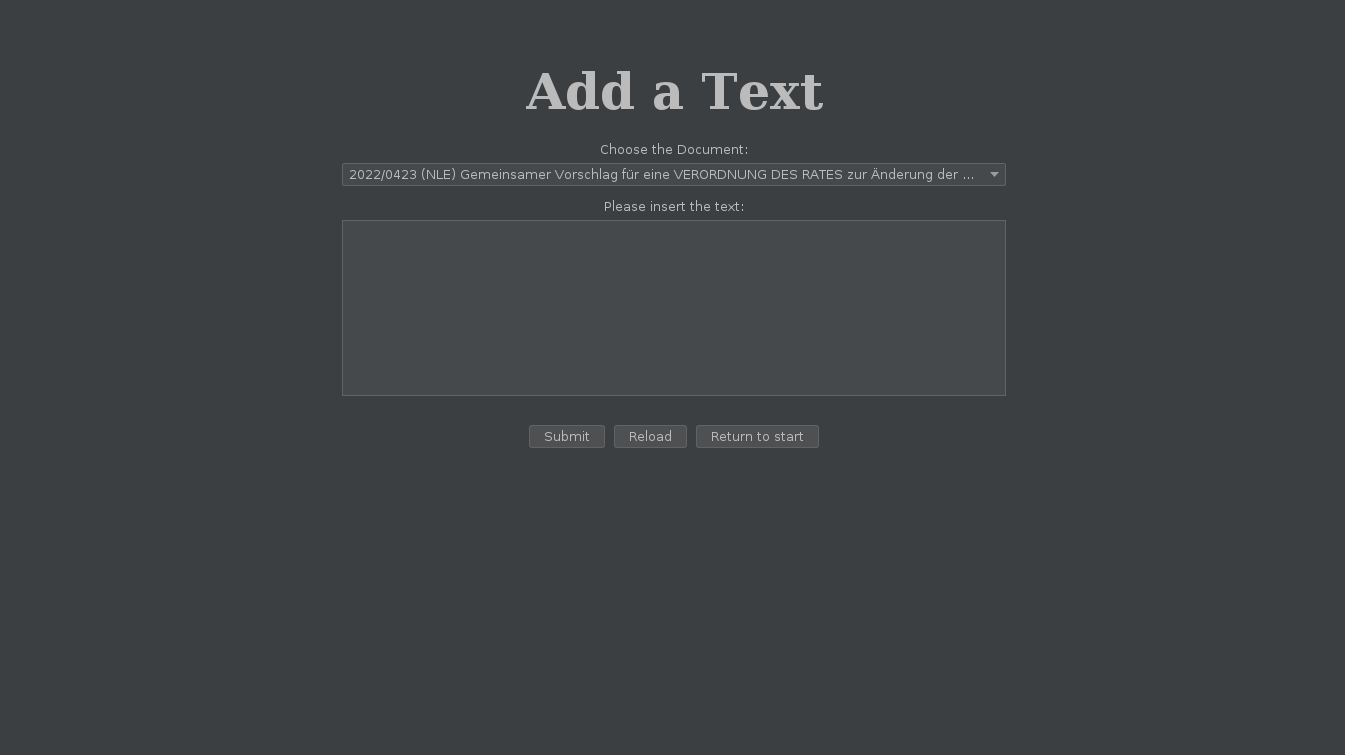 Add a Text
Choose the Document:
2022/0423 (NLE) Gemeinsamer Vorschlag für eine VERORDNUNG DES RATES zur Änderung der ...
Please insert the text:
Submit
Reload
Return to start